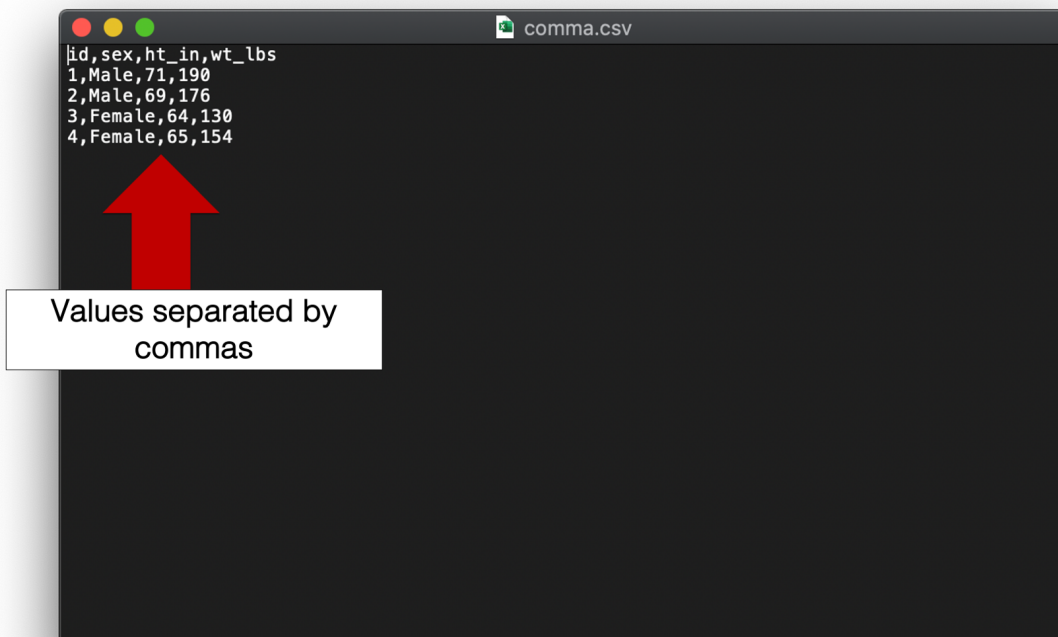 comma.csv
id,sex,ht_in,wt_lbs
1,Male,71,190
2,Male,69,176
3,Female,64,130
4,Female,65,154
Values separated by
commas